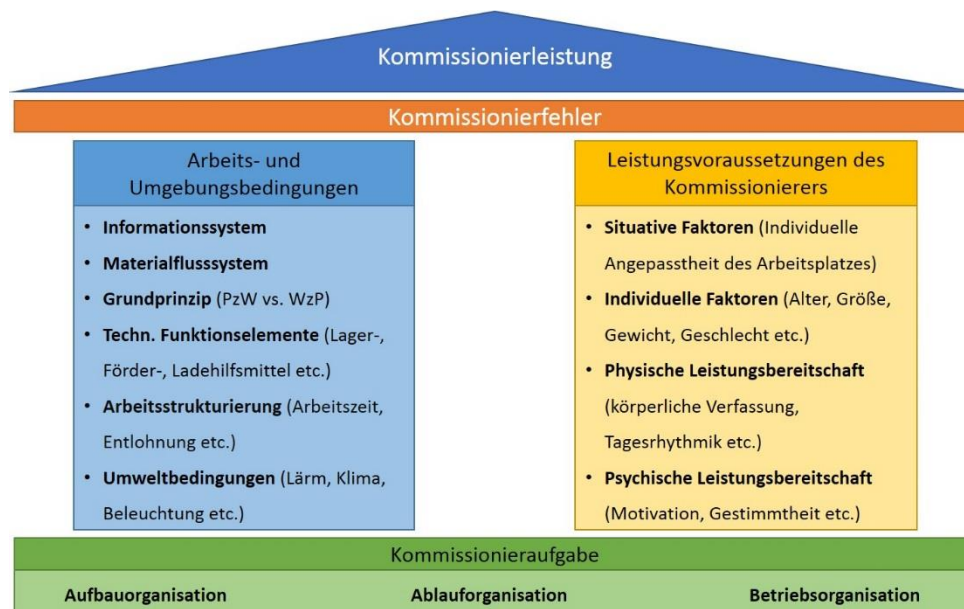 Kommissionierleistung
Kommissionierfehler
Arbeits- und
Umgebungsbedingungen
• Informationssystem
• Materialflusssystem
• Grundprinzip (PzW vs. WzP)
• Techn. Funktionselemente (Lager-,
Förder-, Ladehilfsmittel etc.)
• Arbeitsstrukturierung (Arbeitszeit,
Entlohnung etc.)
• Umweltbedingungen (Lärm, Klima,
Beleuchtung etc.)
Leistungsvoraussetzungen des
Kommissionierers
• Situative Faktoren (Individuelle
Angepasstheit des Arbeitsplatzes)
• Individuelle Faktoren (Alter, Größe,
Gewicht, Geschlecht etc.)
• Physische Leistungsbereitschaft
(körperliche Verfassung,
Tagesrhythmik etc.)
• Psychische Leistungsbereitschaft
(Motivation, Gestimmtheit etc.)
Kommissionieraufgabe
Aufbauorganisation Ablauforganisation Betriebsorganisation